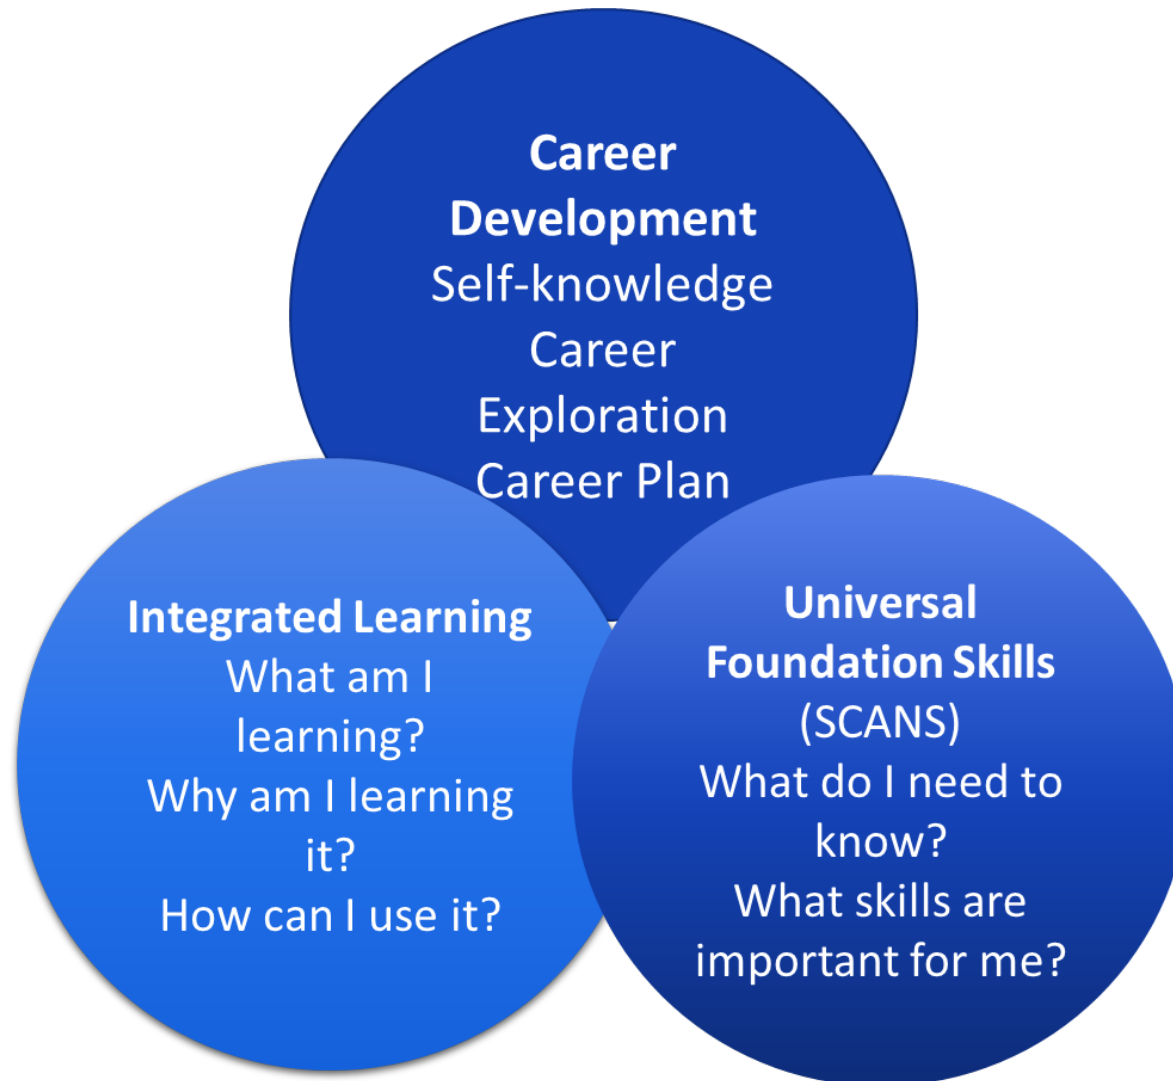 Career
Development
Self-knowledge
Career
Exploration
Career Plan
Integrated Learning
What am I
learning?
Why am I learning
it?
How can I use it?
Universal
Foundation Skills
(SCANS)
What do I need to
know?
What skills are
important for me?